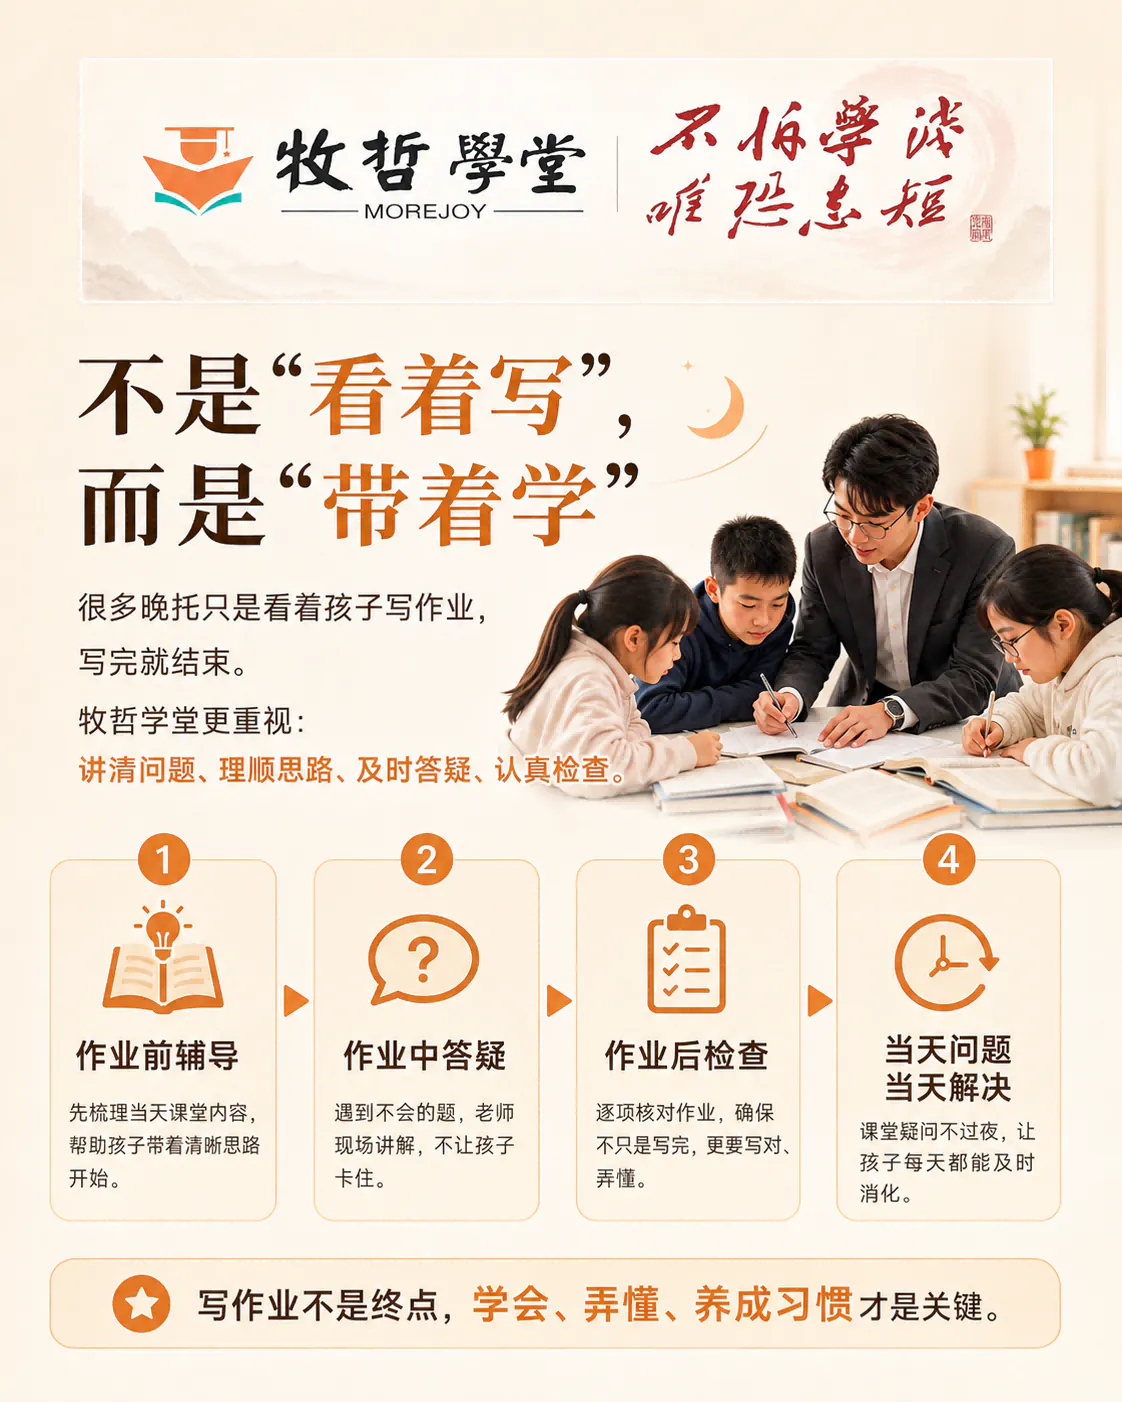 牧哲學堂
MOREJOY
不怕學淺
唯恐志短
不是“看着写”，
而是“带着学”
很多晚托只是看着孩子写作业，
写完就结束。
牧哲学堂更重视：
讲清问题、理顺思路、及时答疑、认真检查。
1
作业前辅导
先梳理当天课堂内容，
帮助孩子带着清晰思路
开始。
2
作业中答疑
遇到不会的题，老师
现场讲解，不让孩子
卡住。
3
作业后检查
逐项核对作业，确保
不只是写完，更要写对、
弄懂。
4
当天问题
当天解决
课堂疑问不过夜，让
孩子每天都能及时
消化。
写作业不是终点，学会、弄懂、养成习惯才是关键。